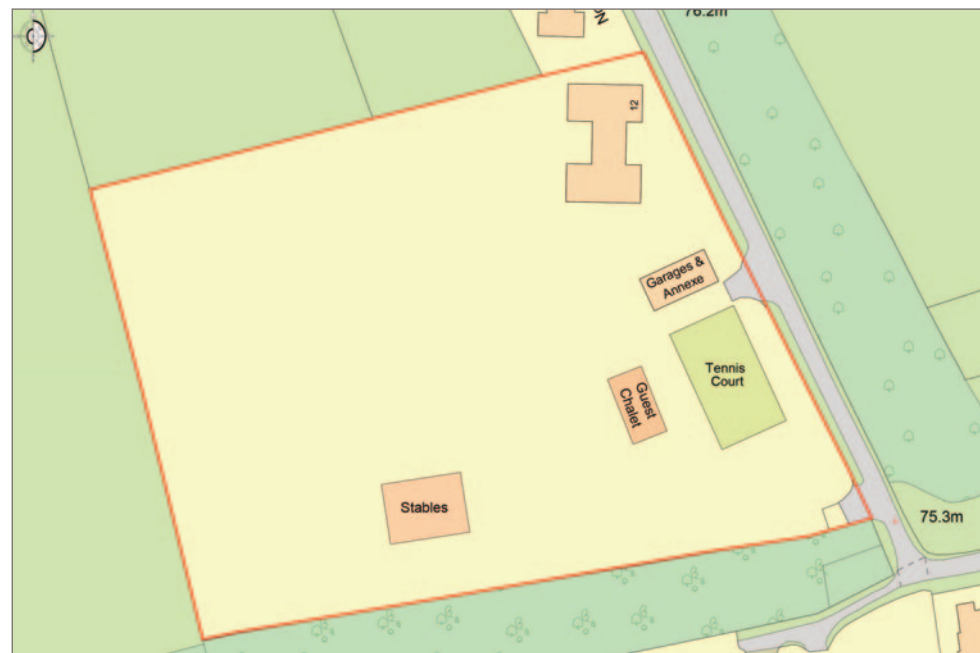 76.2m
12
Garages &
Annexe
Tennis
Court
Guest
Chalet
Stables
75.3m